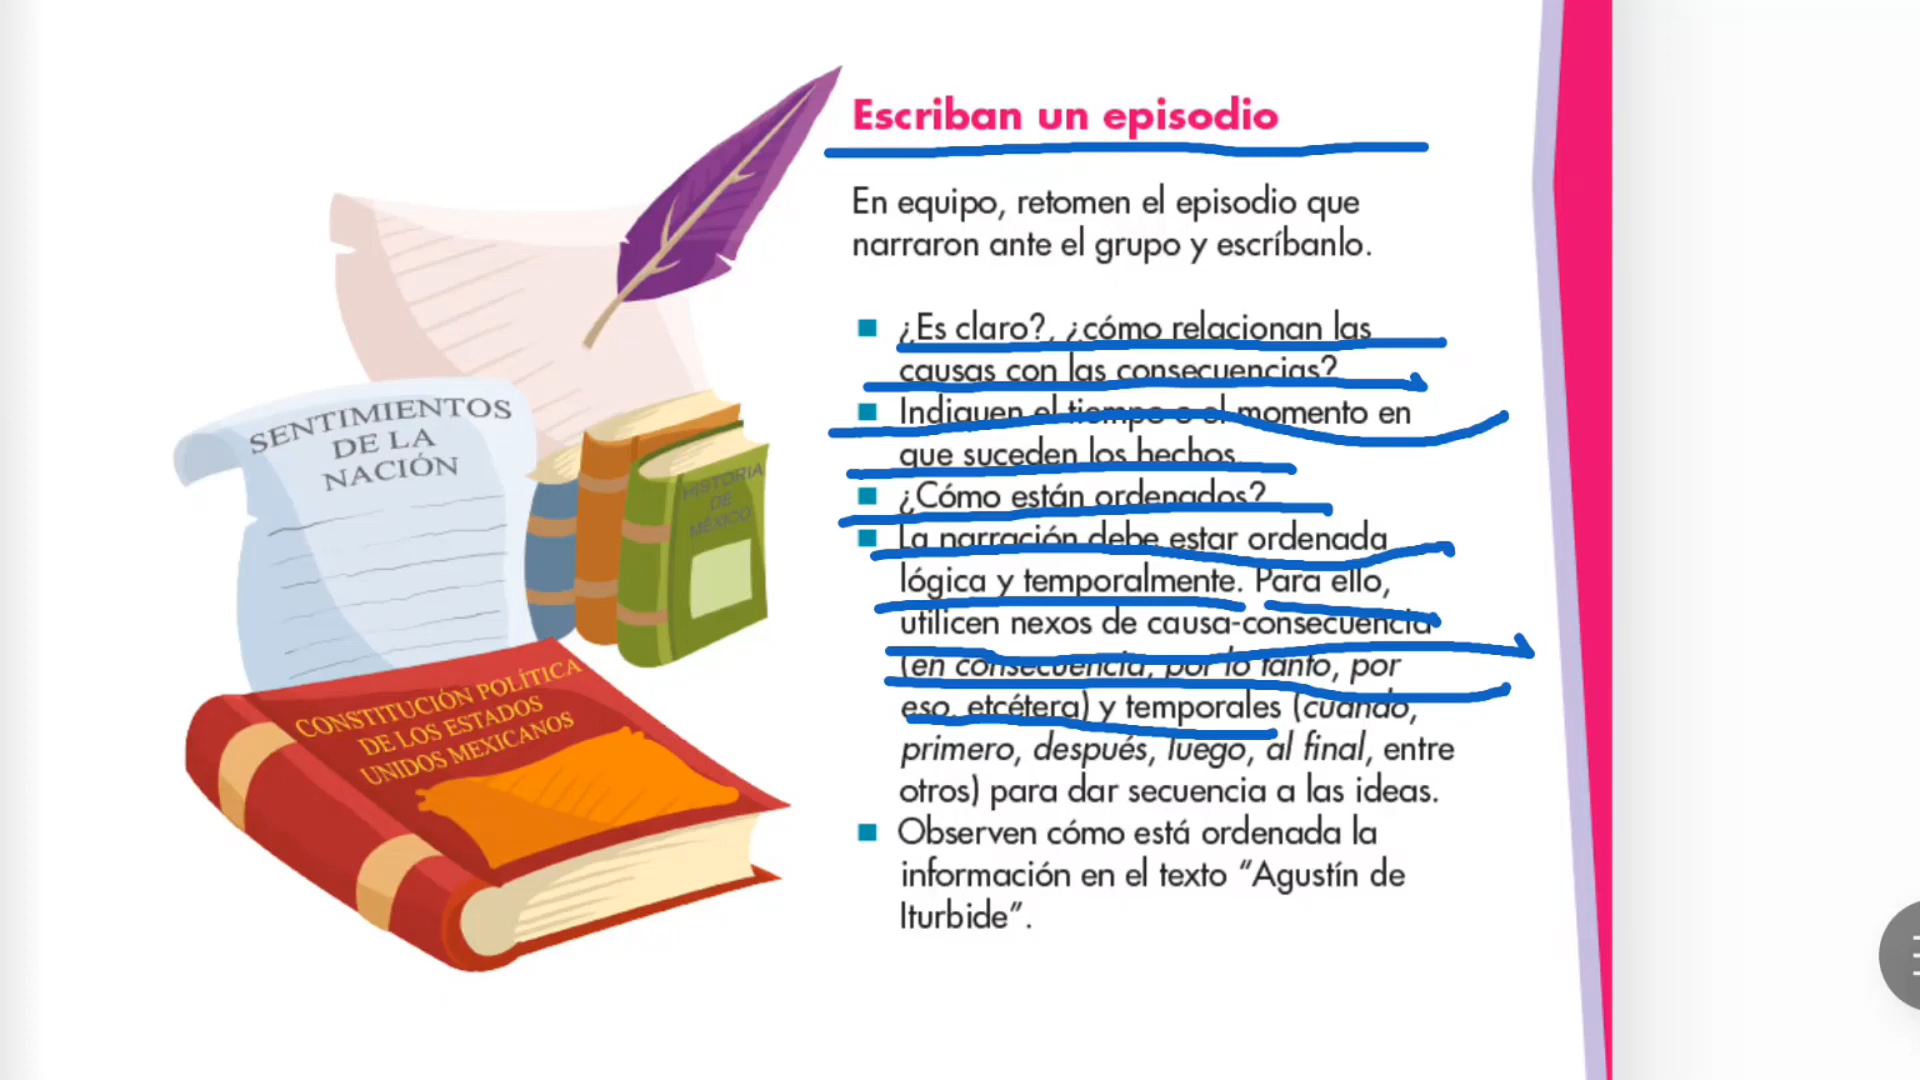 Escriban un episodio
En equipo, retomen el episodio que
narraron ante el grupo y escríbanlo.
¿Es claro?, ¿cómo relacionan las
causas con las consecuencias?
Indiquen el tiempo o el momento en
que suceden los hechos.
¿Cómo están ordenados?
La narración debe estar ordenada
lógica y temporalmente. Para ello,
utilicen nexos de causa-consecuencia
(en consecuencia, por lo tanto, por
eso, etcétera) y temporales (cuando,
primero, después, luego, al final, entre
otros) para dar secuencia a las ideas.
Observen cómo está ordenada la
información en el texto “Agustín de
Iturbide”.
SENTIMIENTOS
DE LA
NACIÓN
HISTORIA
DE
MÉXICO
CONSTITUCIÓN POLÍTICA
DE LOS ESTADOS
UNIDOS MEXICANOS